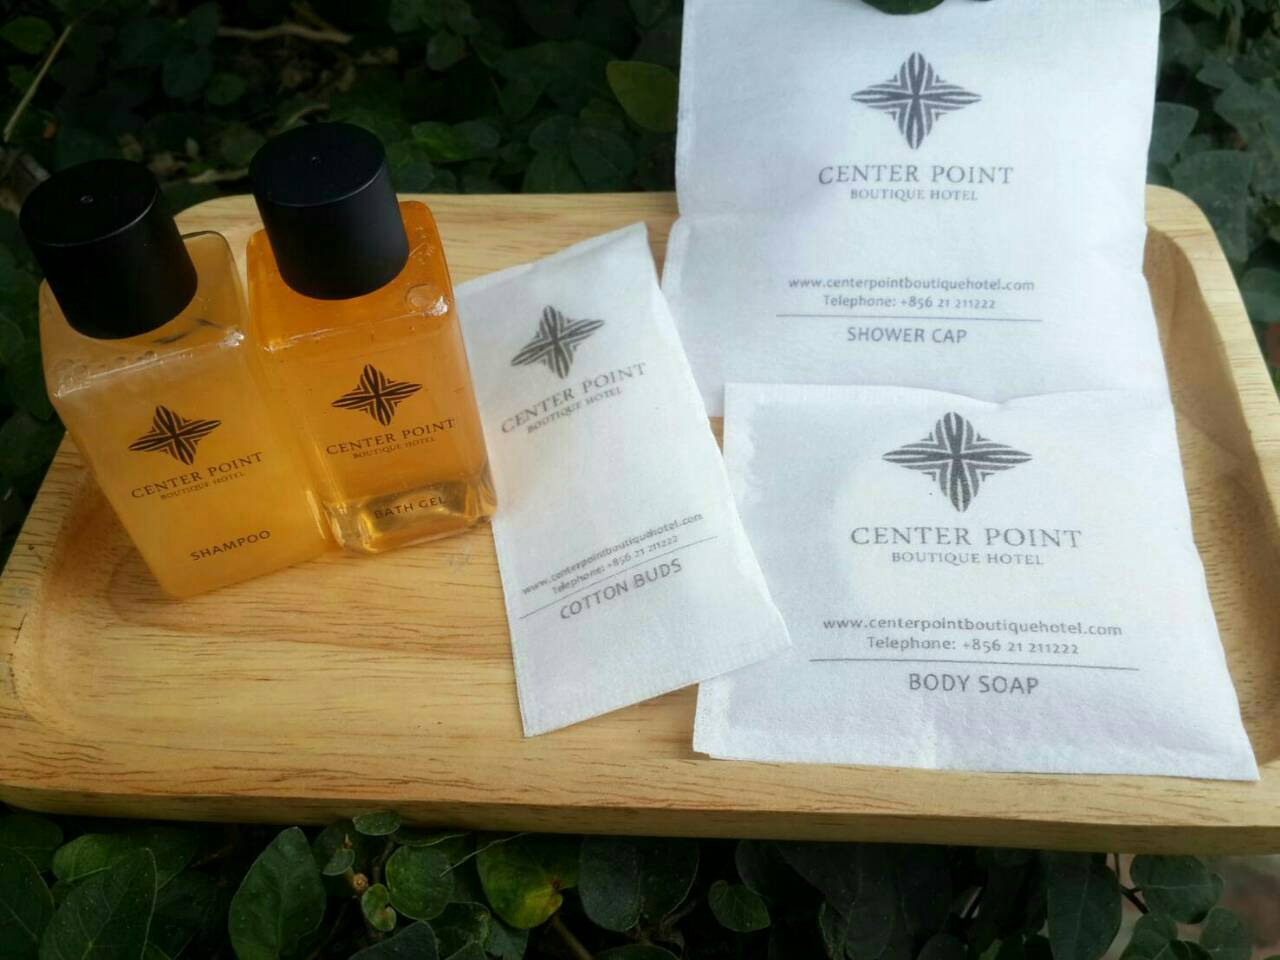 CENTER POINT
BOUTIQUE HOTEL
SHAMPOO
CENTER POINT
BOUTIQUE HOTEL
BATH GEL
CENTER POINT
BOUTIQUE HOTEL
www.centerpointboutiquehotel.com
Telephone: +856 21 211222
COTTON BUDS
CENTER POINT
BOUTIQUE HOTEL
www.centerpointboutiquehotel.com
Telephone: +856 21 211222
SHOWER CAP
CENTER POINT
BOUTIQUE HOTEL
www.centerpointboutiquehotel.com
Telephone: +856 21 211222
BODY SOAP